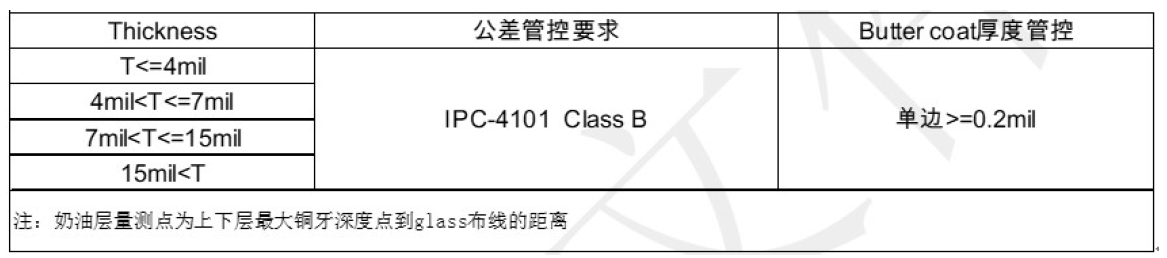 Thickness 公差管控要求 Butter coat厚度管控
T<=4mil
4mil<T<=7mil
IPC-4101 Class B 单边>=0.2mil
7mil<T<=15mil
15mil<T
注：奶油层量测点为上下层最大铜牙深度点到glass布线的距离